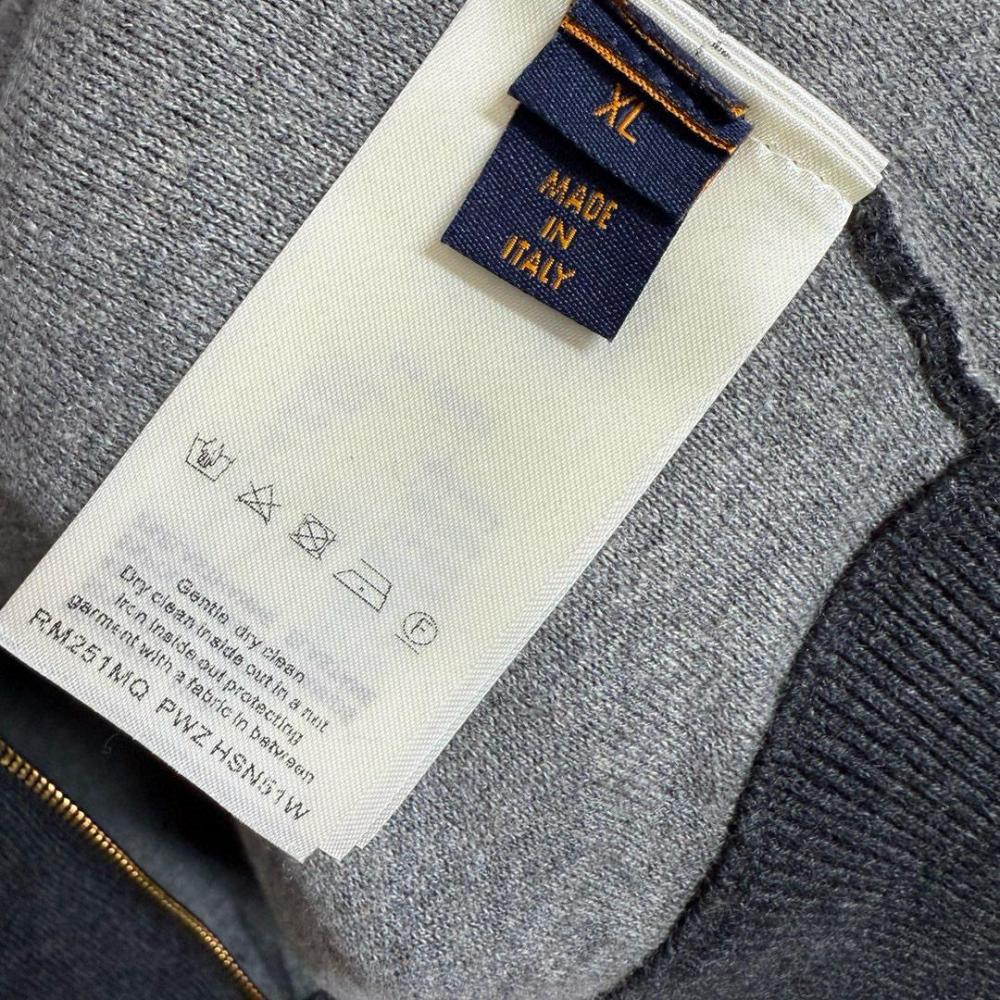 XL
MADE
IN
ITALY
F
Gentle dry clean
Dry clean inside out in a net
Iron inside out protecting
garment with a fabric in between
RM251MQ PWZ HSN51W